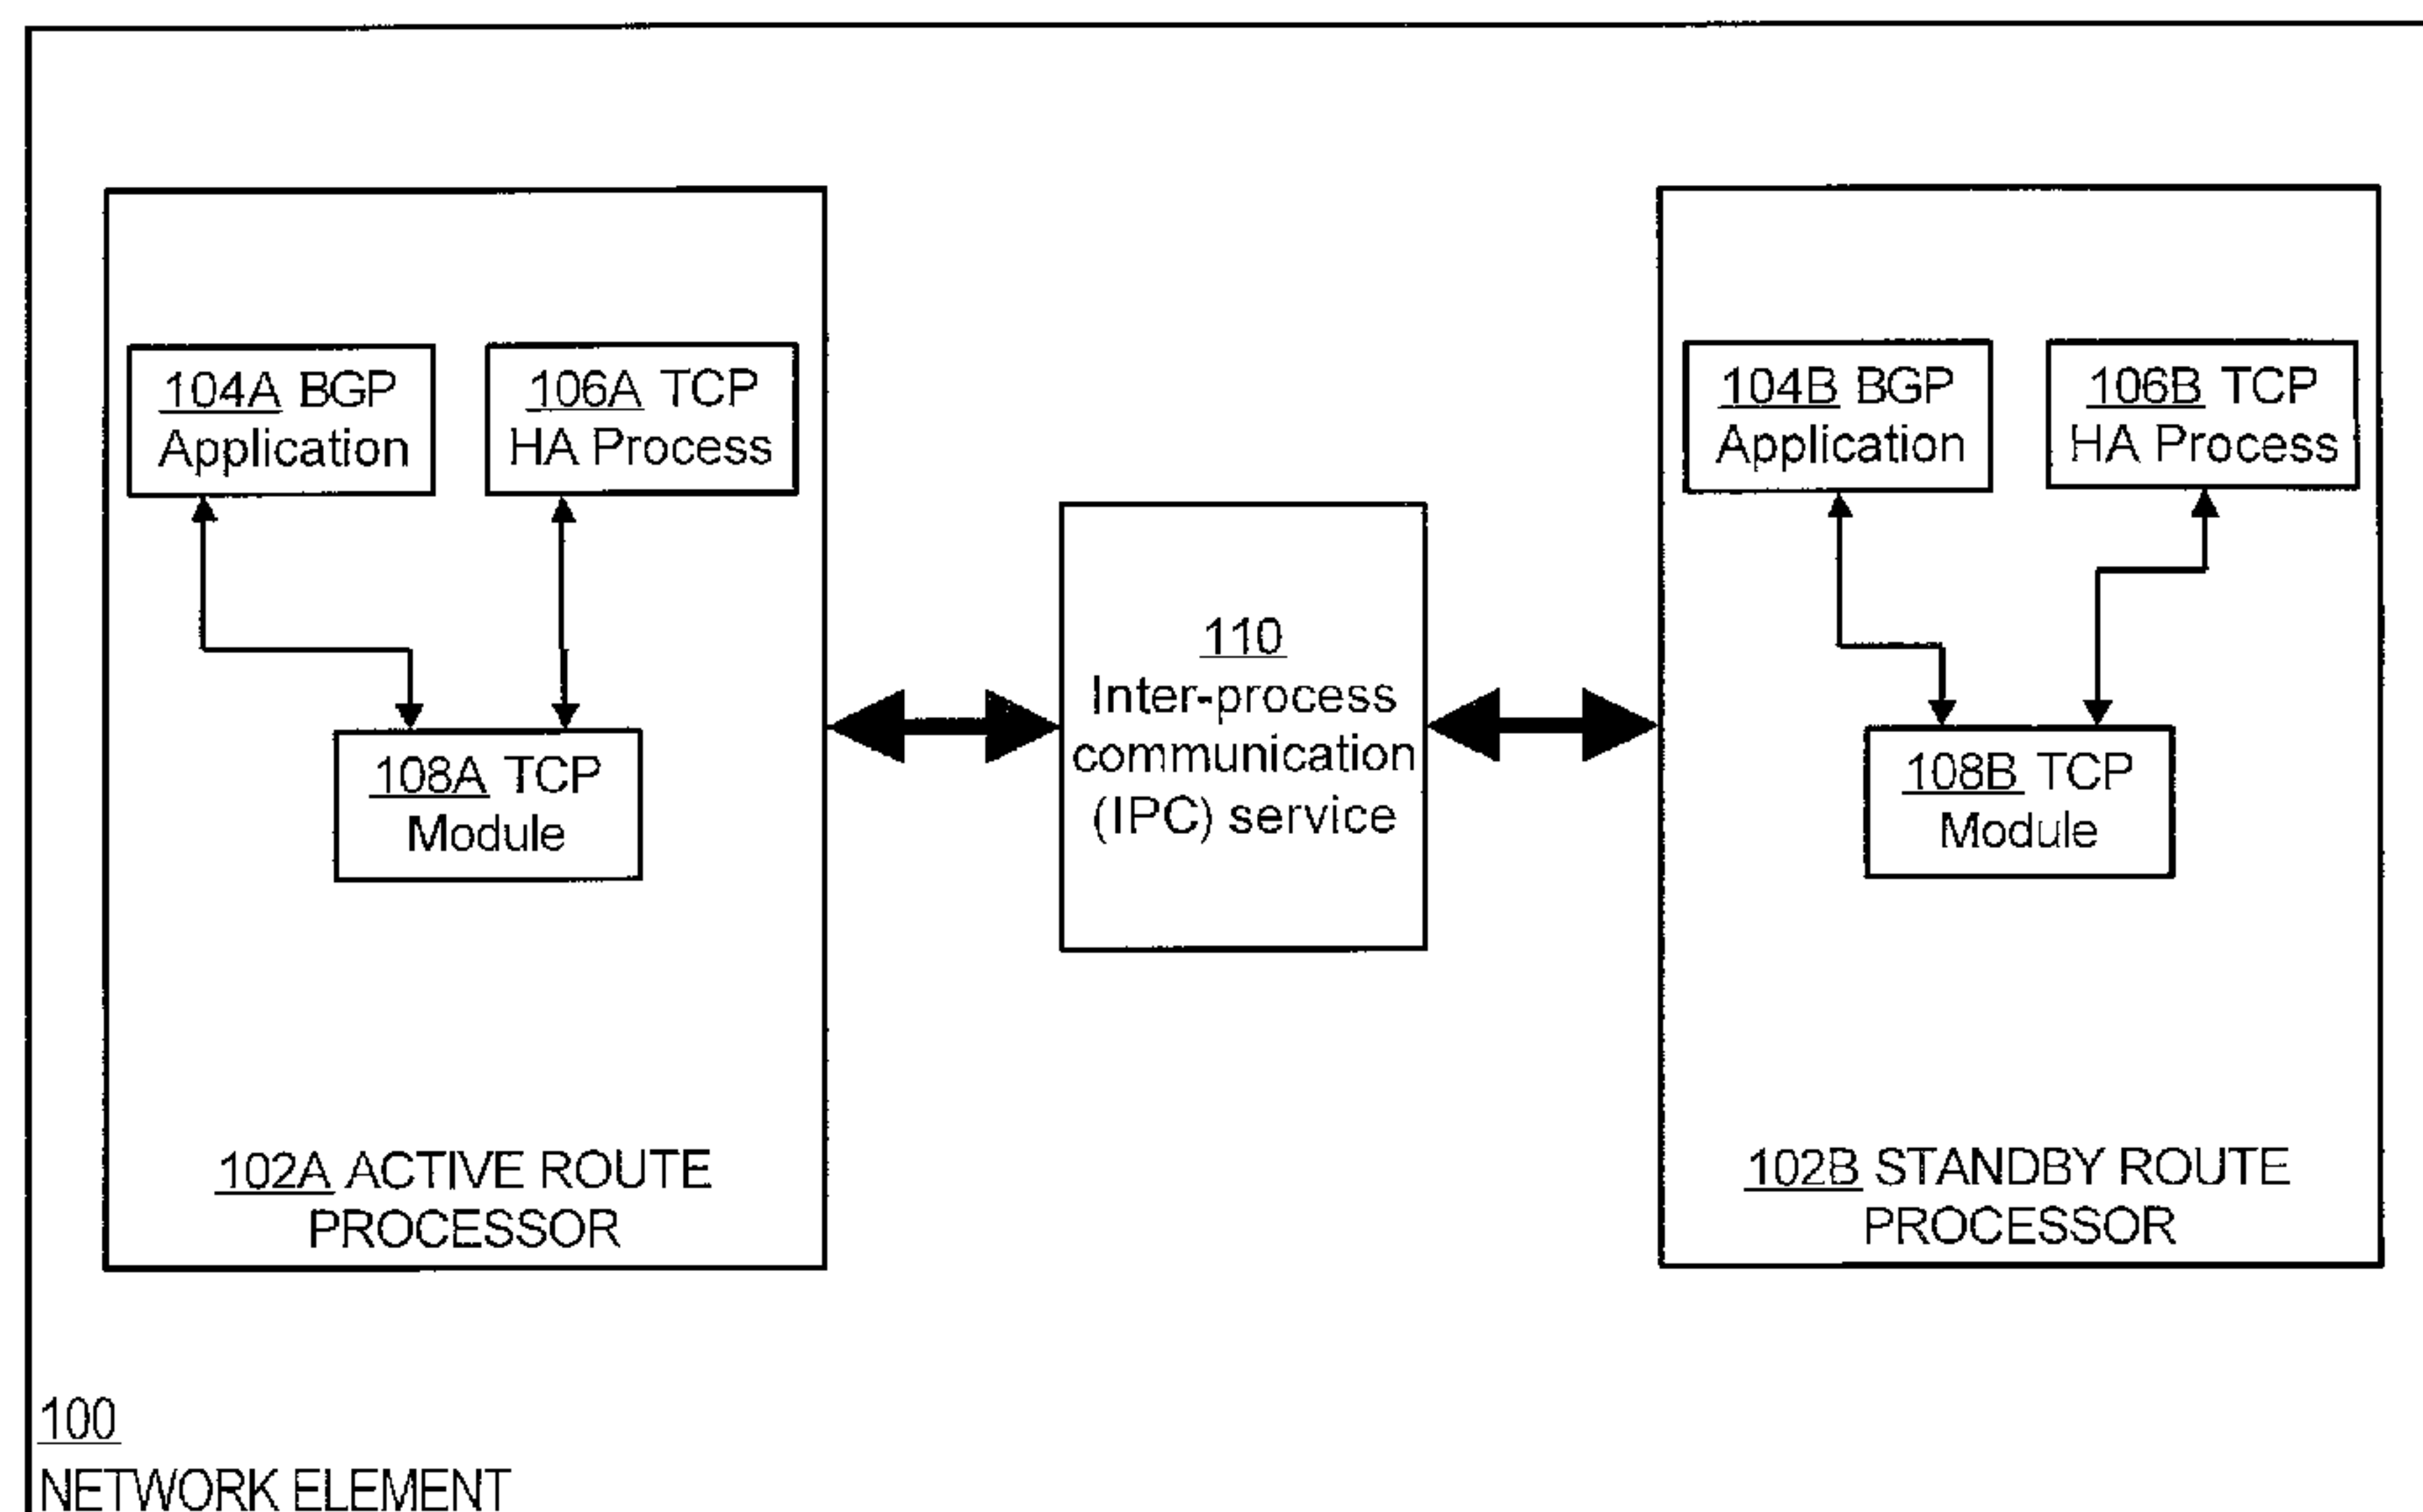 104A BGP
Application
106A TCP
HA Process
108A TCP
Module
102A ACTIVE ROUTE
PROCESSOR
110
Inter-process
communication
(IPC) service
104B BGP
Application
106B TCP
HA Process
108B TCP
Module
102B STANDBY ROUTE
PROCESSOR
100
NETWORK ELEMENT